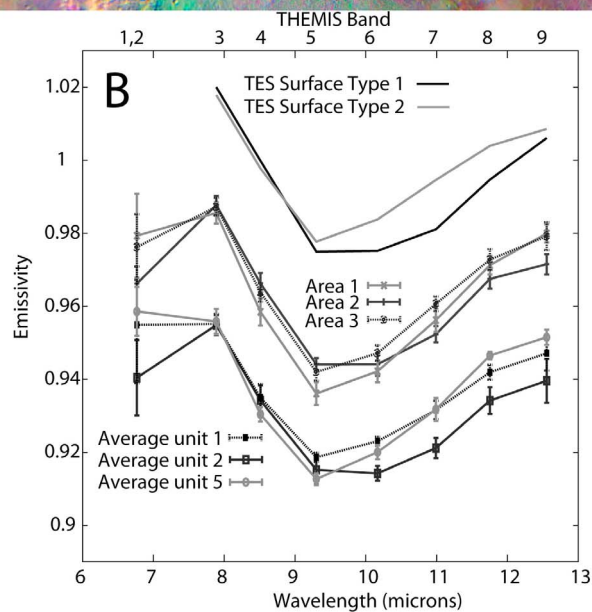 THEMIS Band
1,2 3 4 5 6 7 8 9
B
TES Surface Type 1
TES Surface Type 2
1.02
1
0.98
0.96
0.94
0.92
0.9
Emissivity
Area 1
Area 2
Area 3
Average unit 1
Average unit 2
Average unit 5
6 7 8 9 10 11 12 13
Wavelength (microns)